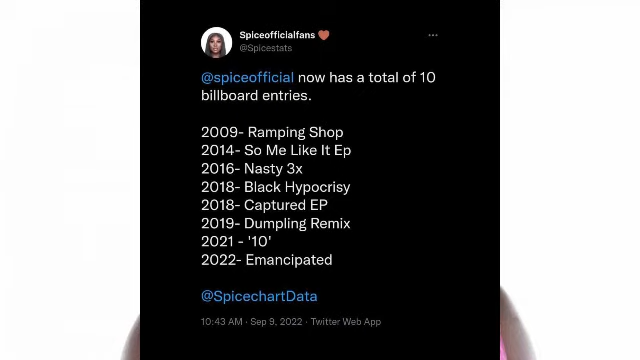 Spiceofficialfans
@Spicestats
@spiceofficial now has a total of 10
billboard entries.
2009- Ramping Shop
2014- So Me Like It Ep
2016- Nasty 3x
2018- Black Hypocrisy
2018- Captured EP
2019- Dumpling Remix
2021 - '10'
2022- Emancipated
@SpicechartData
10:43 AM · Sep 9, 2022 · Twitter Web App